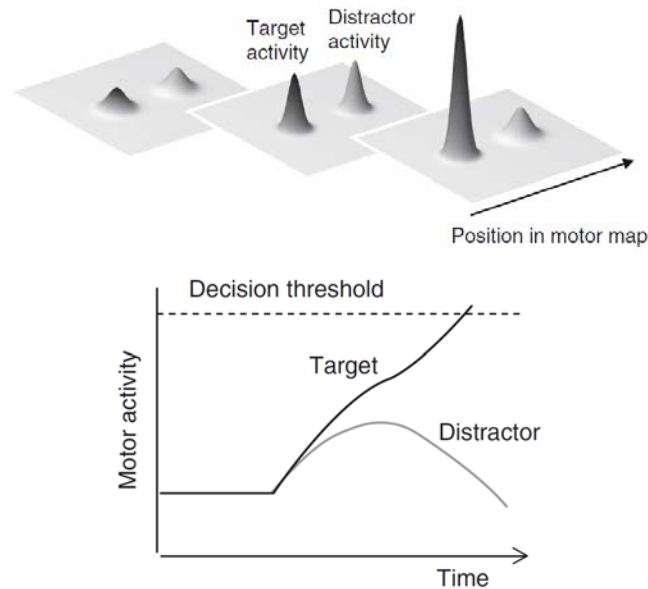 Target
activity
Distractor
activity
Position in motor map
Decision threshold
Target
Distractor
Motor activity
Time